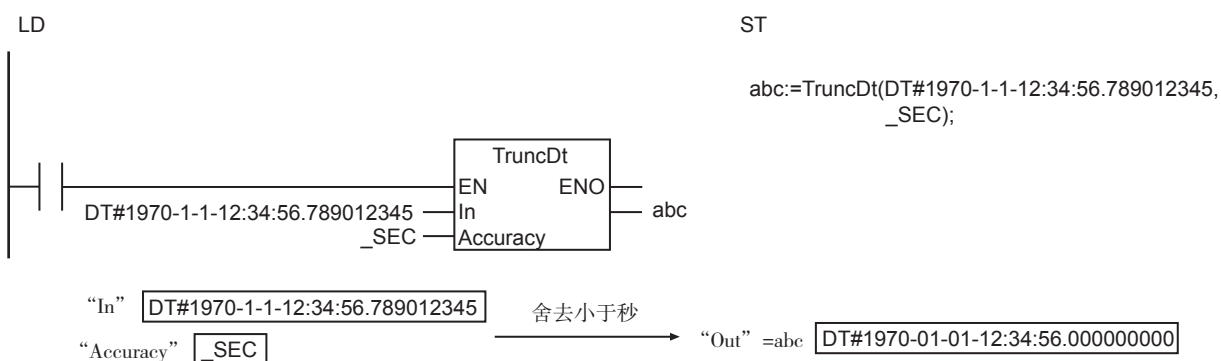 LD
ST
abc:=TruncDt(DT#1970-1-1-12:34:56.789012345,
_SEC);
TruncDt
EN ENO
DT#1970-1-1-12:34:56.789012345 In abc
_SEC Accuracy
“In” DT#1970-1-1-12:34:56.789012345
舍去小于秒
“Out” =abc DT#1970-01-01-12:34:56.000000000
“Accuracy” _SEC